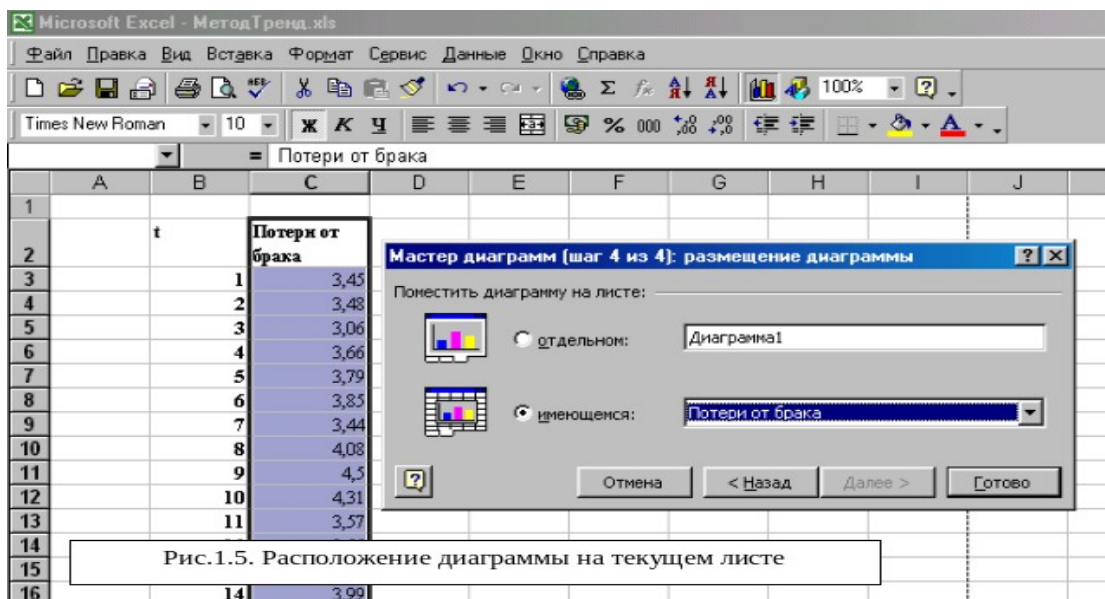 Microsoft Excel - МетодТренд.xls
Файл Правка Вид Вставка Формат Сервис Данные Окно Справка
100%
Times New Roman 10 Ж К Ч % 000
= Потери от брака
A B C D E F G H I J
1
2 t Потери от брака
3 1 3,45
4 2 3,48
5 3 3,06
6 4 3,66
7 5 3,79
8 6 3,85
9 7 3,44
10 8 4,08
11 9 4,5
12 10 4,31
13 11 3,57
14
15
16 14 3,99
Мастер диаграмм (шаг 4 из 4): размещение диаграммы
Поместить диаграмму на листе:
отдельном: Диаграмма1
имеющемся: Потери от брака
Отмена < Назад Далее > Готово
Рис.1.5. Расположение диаграммы на текущем листе